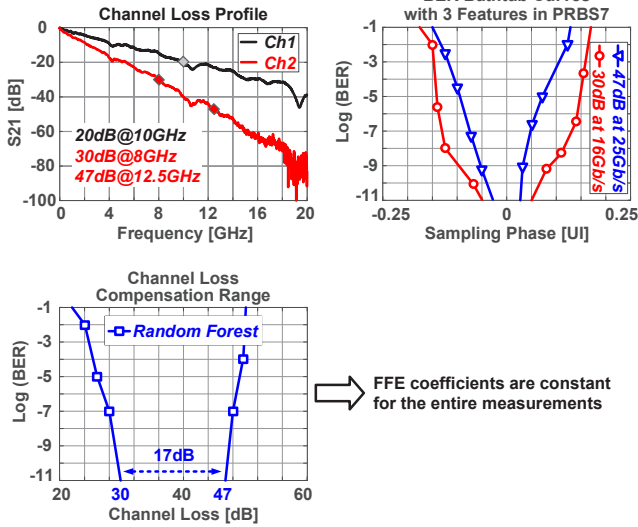 Channel Loss Profile
S21 [dB]
0
-20
-40
-60
-80
-100
Ch1
Ch2
20dB@10GHz
30dB@8GHz
47dB@12.5GHz
0
4
8
12
16
20
Frequency [GHz]
with 3 Features in PRBS7
Log (BER)
-1
-3
-5
-7
-9
-11
47dB at 25Gb/s
30dB at 16Gb/s
-0.25
0
0.25
Sampling Phase [UI]
Channel Loss
Compensation Range
Log (BER)
-1
-3
-5
-7
-9
-11
Random Forest
17dB
20
30
40
47
60
Channel Loss [dB]
FFE coefficients are constant
for the entire measurements